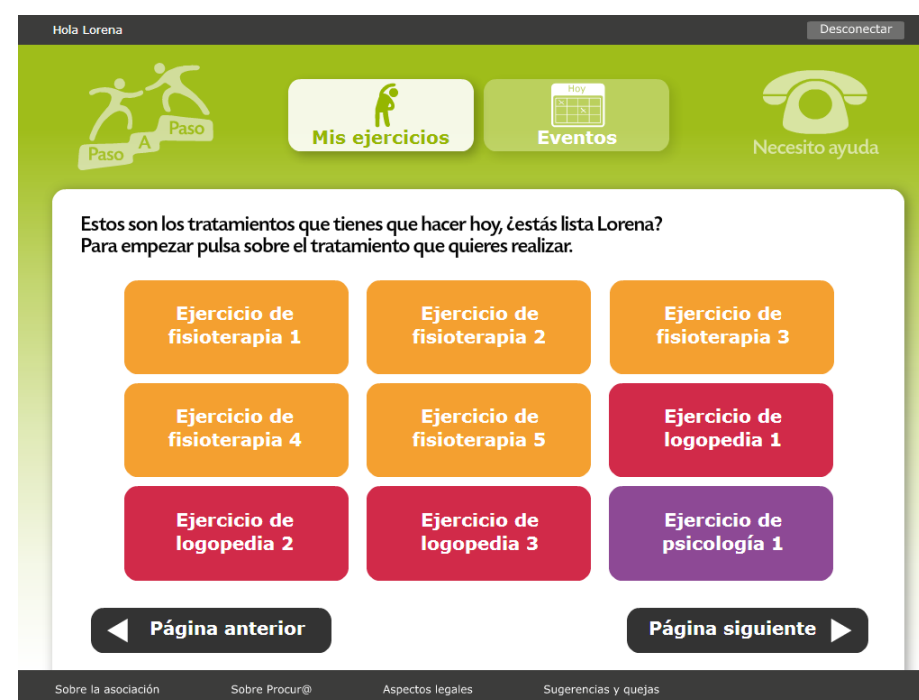 Hola Lorena
Desconectar
Paso
A
Paso
Hoy
Mis ejercicios
Eventos
Necesito ayuda
Estos son los tratamientos que tienes que hacer hoy, ¿estás lista Lorena?
Para empezar pulsa sobre el tratamiento que quieres realizar.
Ejercicio de
fisioterapia 1
Ejercicio de
fisioterapia 2
Ejercicio de
fisioterapia 3
Ejercicio de
fisioterapia 4
Ejercicio de
fisioterapia 5
Ejercicio de
logopedia 1
Ejercicio de
logopedia 2
Ejercicio de
logopedia 3
Ejercicio de
psicología 1
Página anterior
Página siguiente
Sobre la asociación
Sobre Procur@
Aspectos legales
Sugerencias y quejas